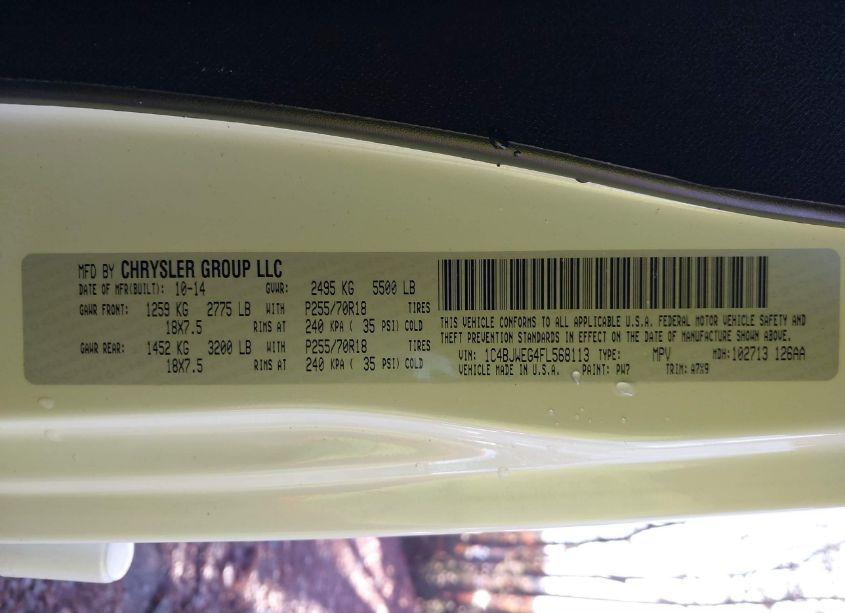 MFD BY CHRYSLER GROUP LLC
DATE OF MFR(BUILT): 10-14 GVWR: 2495 KG 5500 LB
GAWR FRONT: 1259 KG 2775 LB WITH P255/70R18 TIRES
18X7.5 RIMS AT 240 KPA ( 35 PSI) COLD
GAWR REAR: 1452 KG 3200 LB WITH P255/70R18 TIRES
18X7.5 RIMS AT 240 KPA ( 35 PSI) COLD
THIS VEHICLE CONFORMS TO ALL APPLICABLE U.S.A. FEDERAL MOTOR VEHICLE SAFETY AND
THEFT PREVENTION STANDARDS IN EFFECT ON THE DATE OF MANUFACTURE SHOWN ABOVE.
VIN: 1C4BJWEG4FL568113 TYPE: MPV MDH:102713 126AA
VEHICLE MADE IN U.S.A. PAINT: PW7 TRIM: A7X9